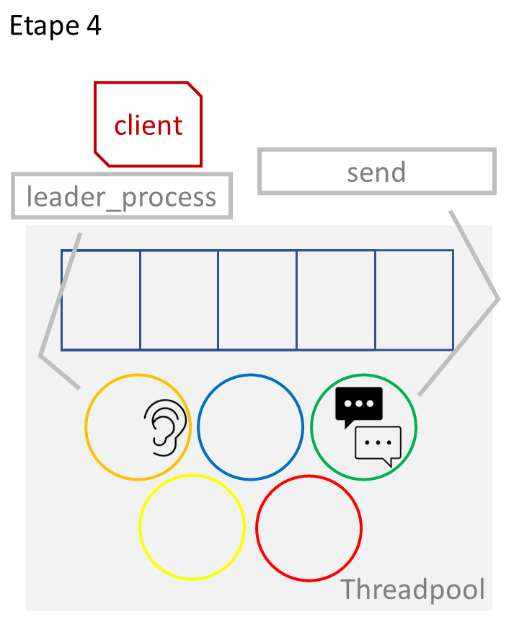 Etape 4
client
leader_process
send
Threadpool